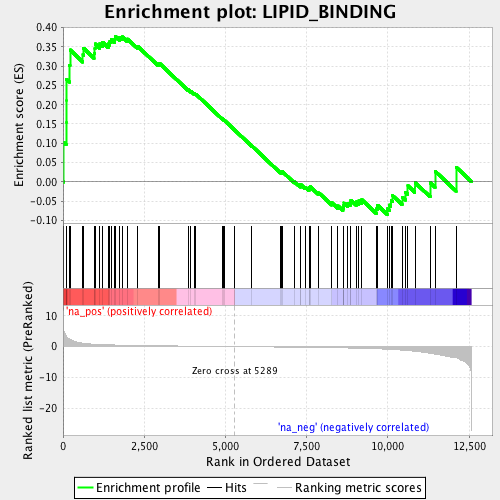 Enrichment plot: LIPID_BINDING
Enrichment score (ES)
0.40
0.35
0.30
0.25
0.20
0.15
0.10
0.05
0.00
-0.05
-0.10
'na_pos' (positively correlated)
Ranked list metric (PreRanked)
10
5
0
-5
-10
-15
-20
Zero cross at 5289
'na_neg' (negatively correlated)
0
2,500
5,000
7,500
10,000
12,500
Rank in Ordered Dataset
Enrichment profile
Hits
Ranking metric scores